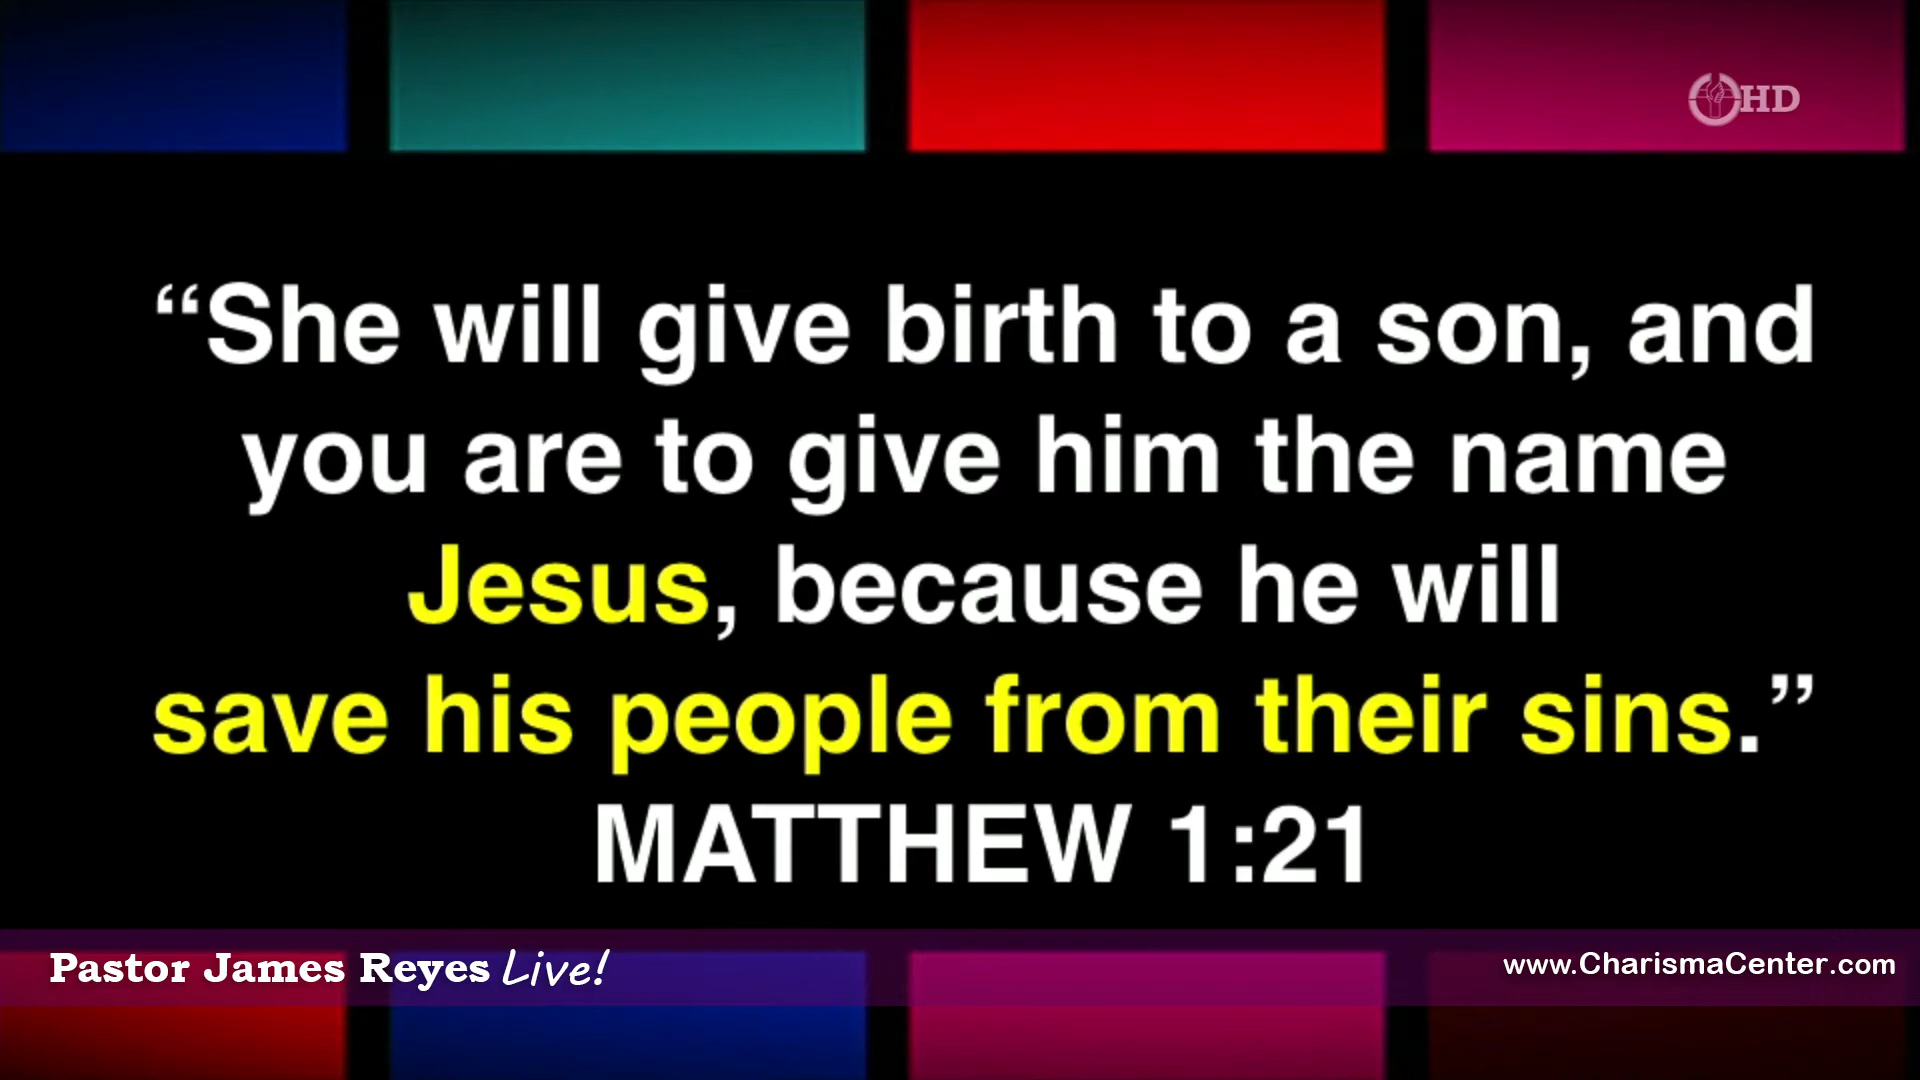 HD
“She will give birth to a son, and
you are to give him the name
Jesus, because he will
save his people from their sins.”
MATTHEW 1:21
Pastor James Reyes Live!
www.CharismaCenter.com